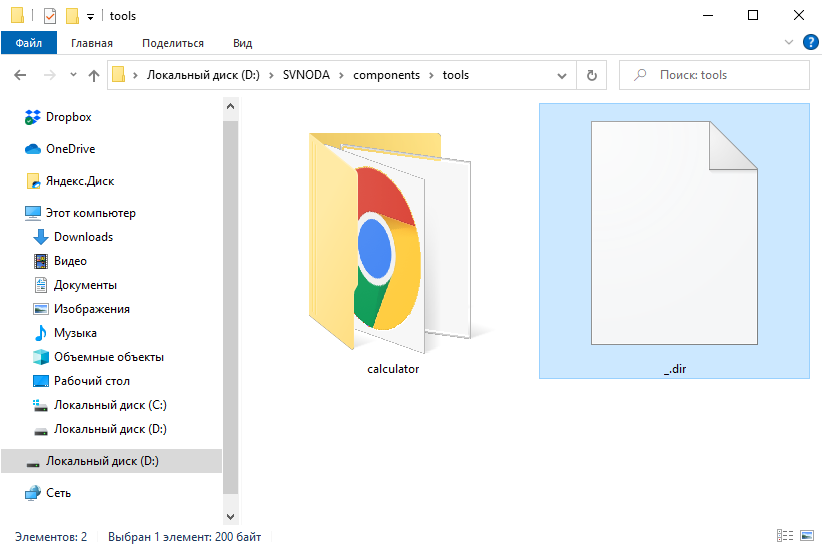 tools
Файл Главная Поделиться Вид
Локальный диск (D:) SVNODA components tools Поиск: tools
Dropbox
OneDrive
Яндекс.Диск
Этот компьютер
Downloads
Видео
Документы
Изображения
Музыка
Объемные объекты
Рабочий стол
Локальный диск (C:)
Локальный диск (D:)
Локальный диск (D:)
Сеть
calculator
_.dir
Элементов: 2 Выбран 1 элемент: 200 байт